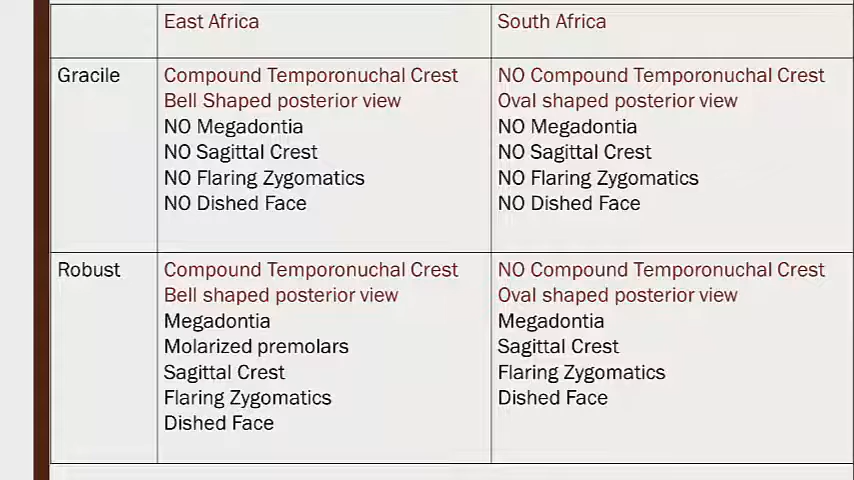 East Africa
South Africa
Gracile
Compound Temporonuchal Crest
Bell Shaped posterior view
NO Megadontia
NO Sagittal Crest
NO Flaring Zygomatics
NO Dished Face
NO Compound Temporonuchal Crest
Oval shaped posterior view
NO Megadontia
NO Sagittal Crest
NO Flaring Zygomatics
NO Dished Face
Robust
Compound Temporonuchal Crest
Bell shaped posterior view
Megadontia
Molarized premolars
Sagittal Crest
Flaring Zygomatics
Dished Face
NO Compound Temporonuchal Crest
Oval shaped posterior view
Megadontia
Sagittal Crest
Flaring Zygomatics
Dished Face